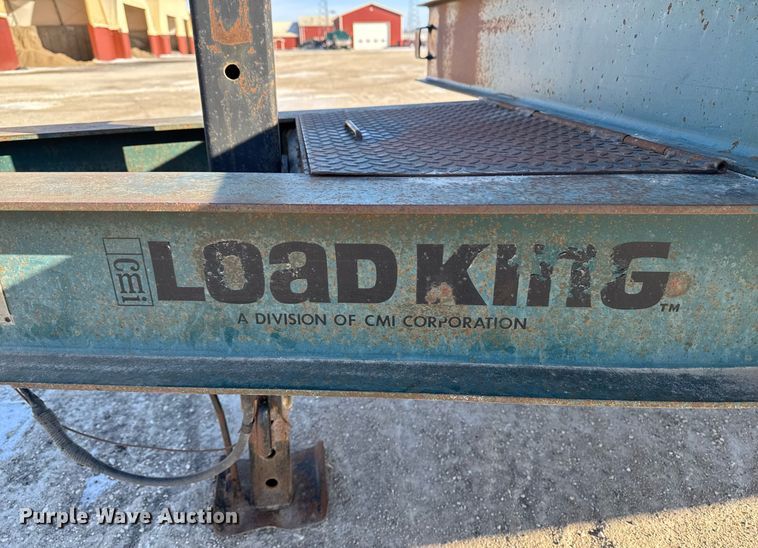 cmi LOaD KinG TM
A DIVISION OF CMI CORPORATION
Purple Wave Auction